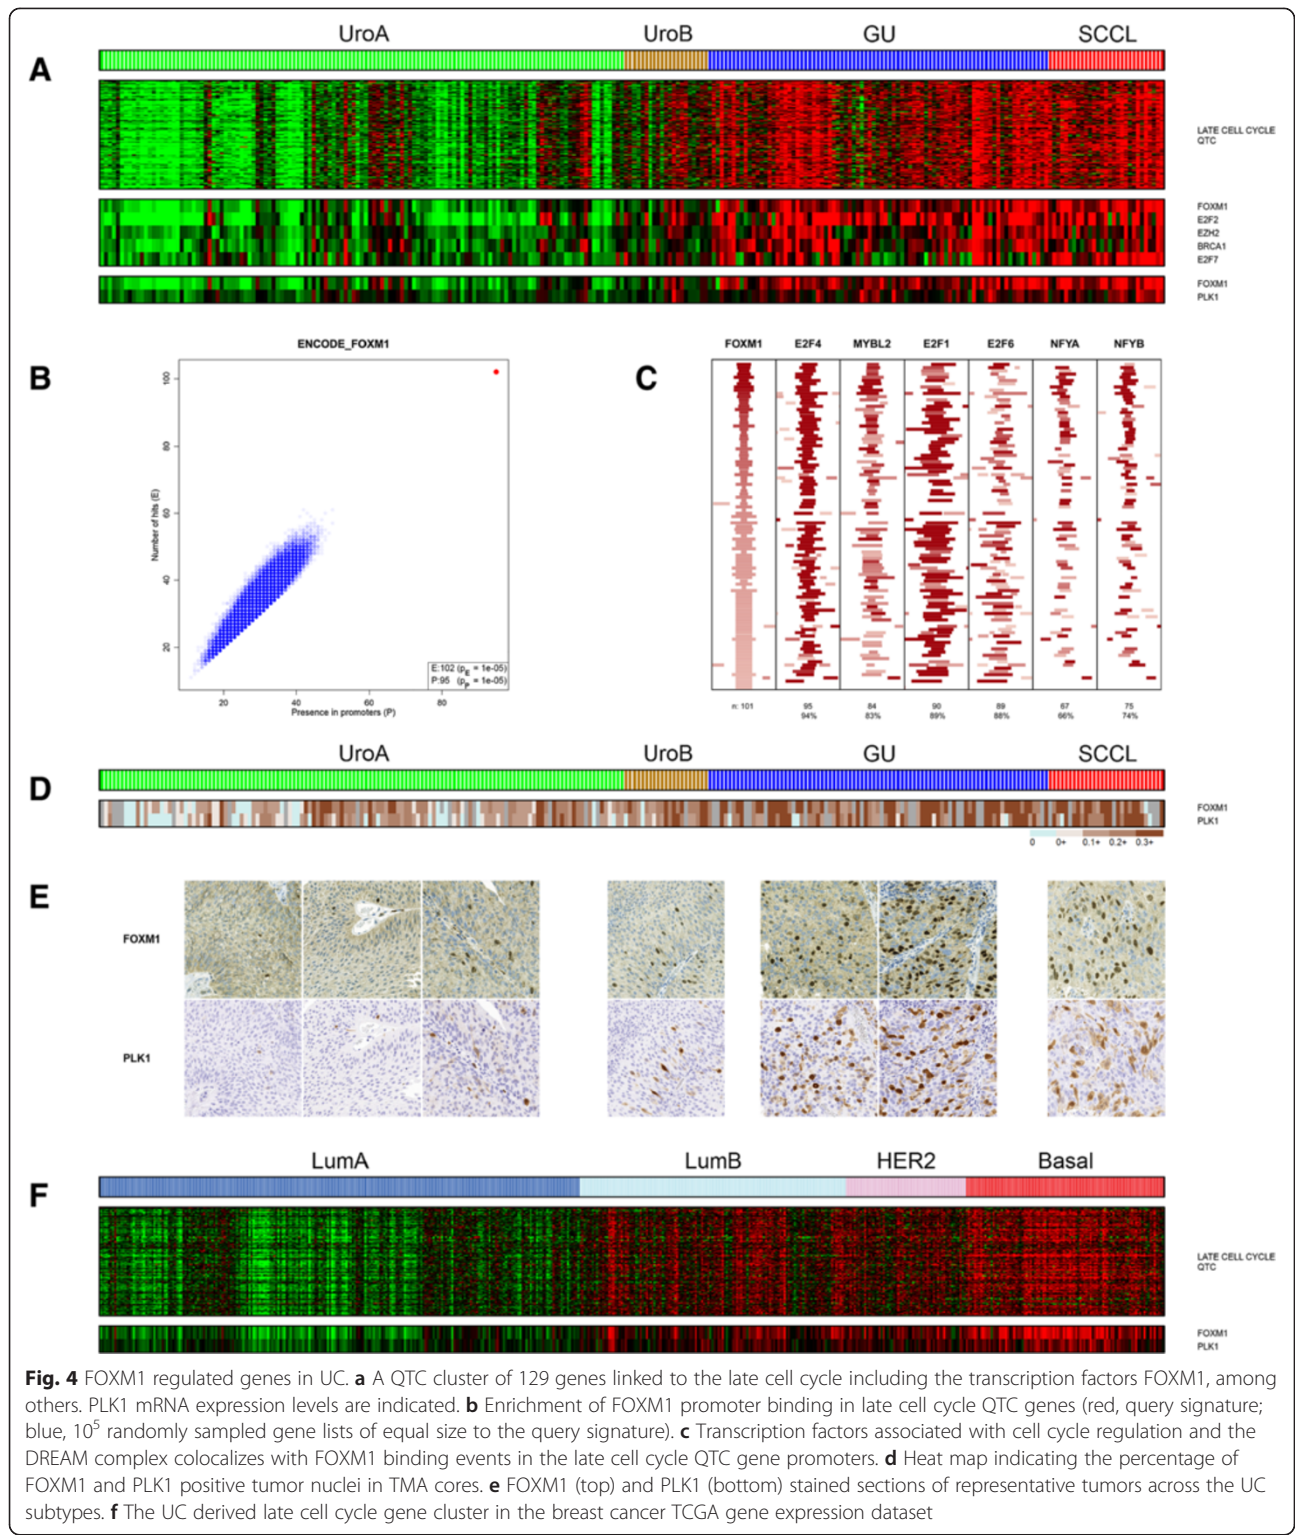 UroA UroB GU SCCL
A
LATE CELL CYCLE
QTC
FOXM1
E2F2
EZH2
BRCA1
E2F7
FOXM1
PLK1
B
ENCODE_FOXM1
Number of hits (E)
100
80
60
40
20
E:102 (pE = 1e-05)
P:95 (pP = 1e-05)
20 40 60 80
Presence in promoters (P)
C
FOXM1 E2F4 MYBL2 E2F1 E2F6 NFYA NFYB
n: 101 95 84 90 89 67 75
94% 83% 89% 88% 66% 74%
UroA UroB GU SCCL
D
FOXM1
PLK1
0 0+ 0.1+ 0.2+ 0.3+
E
FOXM1
PLK1
LumA LumB HER2 Basal
F
LATE CELL CYCLE
QTC
FOXM1
PLK1
Fig. 4 FOXM1 regulated genes in UC. a A QTC cluster of 129 genes linked to the late cell cycle including the transcription factors FOXM1, among
others. PLK1 mRNA expression levels are indicated. b Enrichment of FOXM1 promoter binding in late cell cycle QTC genes (red, query signature;
blue, 10⁵ randomly sampled gene lists of equal size to the query signature). c Transcription factors associated with cell cycle regulation and the
DREAM complex colocalizes with FOXM1 binding events in the late cell cycle QTC gene promoters. d Heat map indicating the percentage of
FOXM1 and PLK1 positive tumor nuclei in TMA cores. e FOXM1 (top) and PLK1 (bottom) stained sections of representative tumors across the UC
subtypes. f The UC derived late cell cycle gene cluster in the breast cancer TCGA gene expression dataset